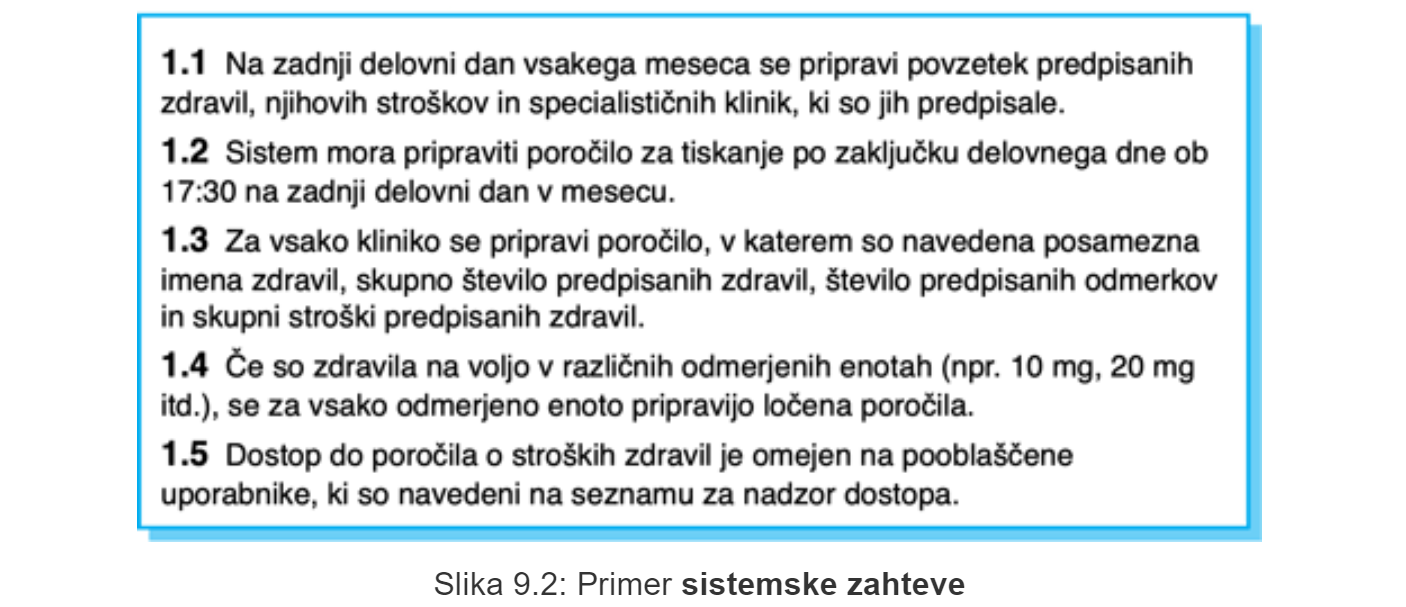 1.1 Na zadnji delovni dan vsakega meseca se pripravi povzetek predpisanih
zdravil, njihovih stroškov in specialističnih klinik, ki so jih predpisale.
1.2 Sistem mora pripraviti poročilo za tiskanje po zaključku delovnega dne ob
17:30 na zadnji delovni dan v mesecu.
1.3 Za vsako kliniko se pripravi poročilo, v katerem so navedena posamezna
imena zdravil, skupno število predpisanih zdravil, število predpisanih odmerkov
in skupni stroški predpisanih zdravil.
1.4 Če so zdravila na voljo v različnih odmerjenih enotah (npr. 10 mg, 20 mg
itd.), se za vsako odmerjeno enoto pripravijo ločena poročila.
1.5 Dostop do poročila o stroških zdravil je omejen na pooblaščene
uporabnike, ki so navedeni na seznamu za nadzor dostopa.
Slika 9.2: Primer sistemske zahteve